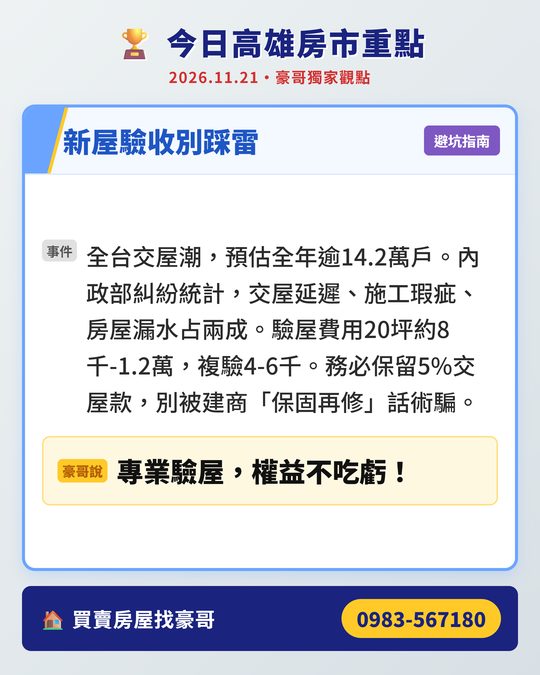 今日高雄房市重點
2026.11.21・豪哥獨家觀點
新屋驗收別踩雷
避坑指南
事件
全台交屋潮，預估全年逾14.2萬戶。內
政部糾紛統計，交屋延遲、施工瑕疵、
房屋漏水占兩成。驗屋費用20坪約8
千-1.2萬，複驗4-6千。務必保留5%交
屋款，別被建商「保固再修」話術騙。
豪哥說
專業驗屋，權益不吃虧！
買賣房屋找豪哥
0983-567180